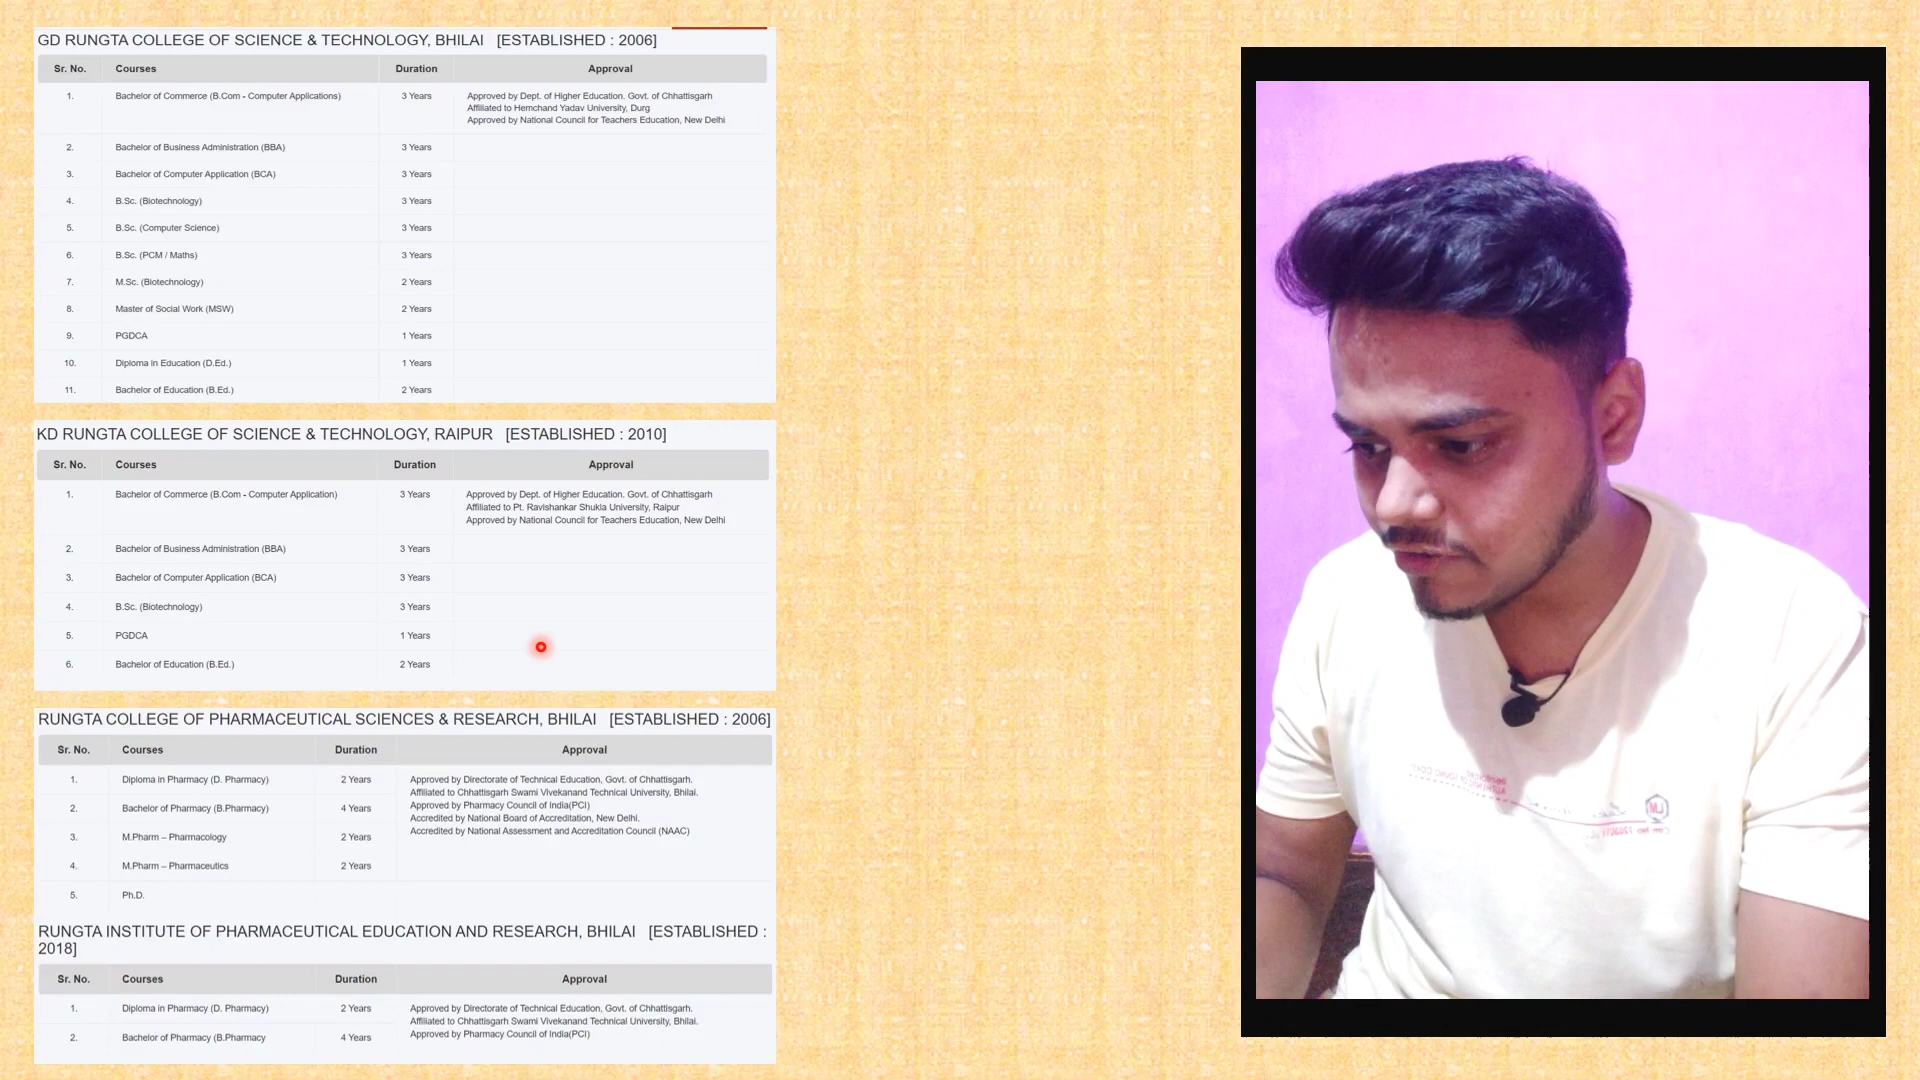 GD RUNGTA COLLEGE OF SCIENCE & TECHNOLOGY, BHILAI [ESTABLISHED : 2006]
Sr. No. Courses Duration Approval
1. Bachelor of Commerce (B.Com - Computer Applications) 3 Years Approved by Dept. of Higher Education. Govt. of Chhattisgarh
Affiliated to Hemchand Yadav University, Durg
Approved by National Council for Teachers Education, New Delhi
2. Bachelor of Business Administration (BBA) 3 Years
3. Bachelor of Computer Application (BCA) 3 Years
4. B.Sc. (Biotechnology) 3 Years
5. B.Sc. (Computer Science) 3 Years
6. B.Sc. (PCM / Maths) 3 Years
7. M.Sc. (Biotechnology) 2 Years
8. Master of Social Work (MSW) 2 Years
9. PGDCA 1 Years
10. Diploma in Education (D.Ed.) 1 Years
11. Bachelor of Education (B.Ed.) 2 Years
KD RUNGTA COLLEGE OF SCIENCE & TECHNOLOGY, RAIPUR [ESTABLISHED : 2010]
Sr. No. Courses Duration Approval
1. Bachelor of Commerce (B.Com - Computer Application) 3 Years Approved by Dept. of Higher Education. Govt. of Chhattisgarh
Affiliated to Pt. Ravishankar Shukla University, Raipur
Approved by National Council for Teachers Education, New Delhi
2. Bachelor of Business Administration (BBA) 3 Years
3. Bachelor of Computer Application (BCA) 3 Years
4. B.Sc. (Biotechnology) 3 Years
5. PGDCA 1 Years
6. Bachelor of Education (B.Ed.) 2 Years
RUNGTA COLLEGE OF PHARMACEUTICAL SCIENCES & RESEARCH, BHILAI [ESTABLISHED : 2006]
Sr. No. Courses Duration Approval
1. Diploma in Pharmacy (D. Pharmacy) 2 Years Approved by Directorate of Technical Education, Govt. of Chhattisgarh.
Affiliated to Chhattisgarh Swami Vivekanand Technical University, Bhilai.
2. Bachelor of Pharmacy (B.Pharmacy) 4 Years Approved by Pharmacy Council of India(PCI)
Accredited by National Board of Accreditation, New Delhi.
3. M.Pharm – Pharmacology 2 Years Accredited by National Assessment and Accreditation Council (NAAC)
4. M.Pharm – Pharmaceutics 2 Years
5. Ph.D.
RUNGTA INSTITUTE OF PHARMACEUTICAL EDUCATION AND RESEARCH, BHILAI [ESTABLISHED :
2018]
Sr. No. Courses Duration Approval
1. Diploma in Pharmacy (D. Pharmacy) 2 Years Approved by Directorate of Technical Education, Govt. of Chhattisgarh.
Affiliated to Chhattisgarh Swami Vivekanand Technical University, Bhilai.
2. Bachelor of Pharmacy (B.Pharmacy 4 Years Approved by Pharmacy Council of India(PCI)